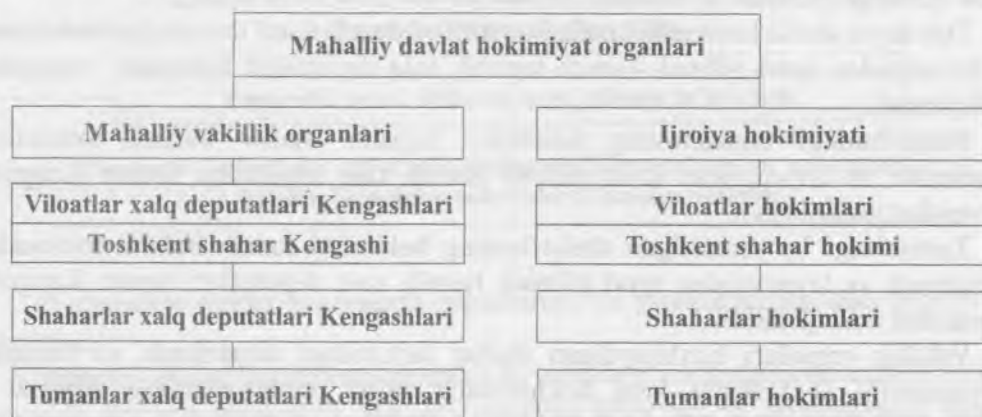 Mahalliy davlat hokimiyat organlari
Mahalliy vakillik organlari
Ijroiya hokimiyati
Viloatlar xalq deputatlari Kengashlari
Toshkent shahar Kengashi
Viloatlar hokimlari
Toshkent shahar hokimi
Shaharlar xalq deputatlari Kengashlari
Shaharlar hokimlari
Tumanlar xalq deputatlari Kengashlari
Tumanlar hokimlari